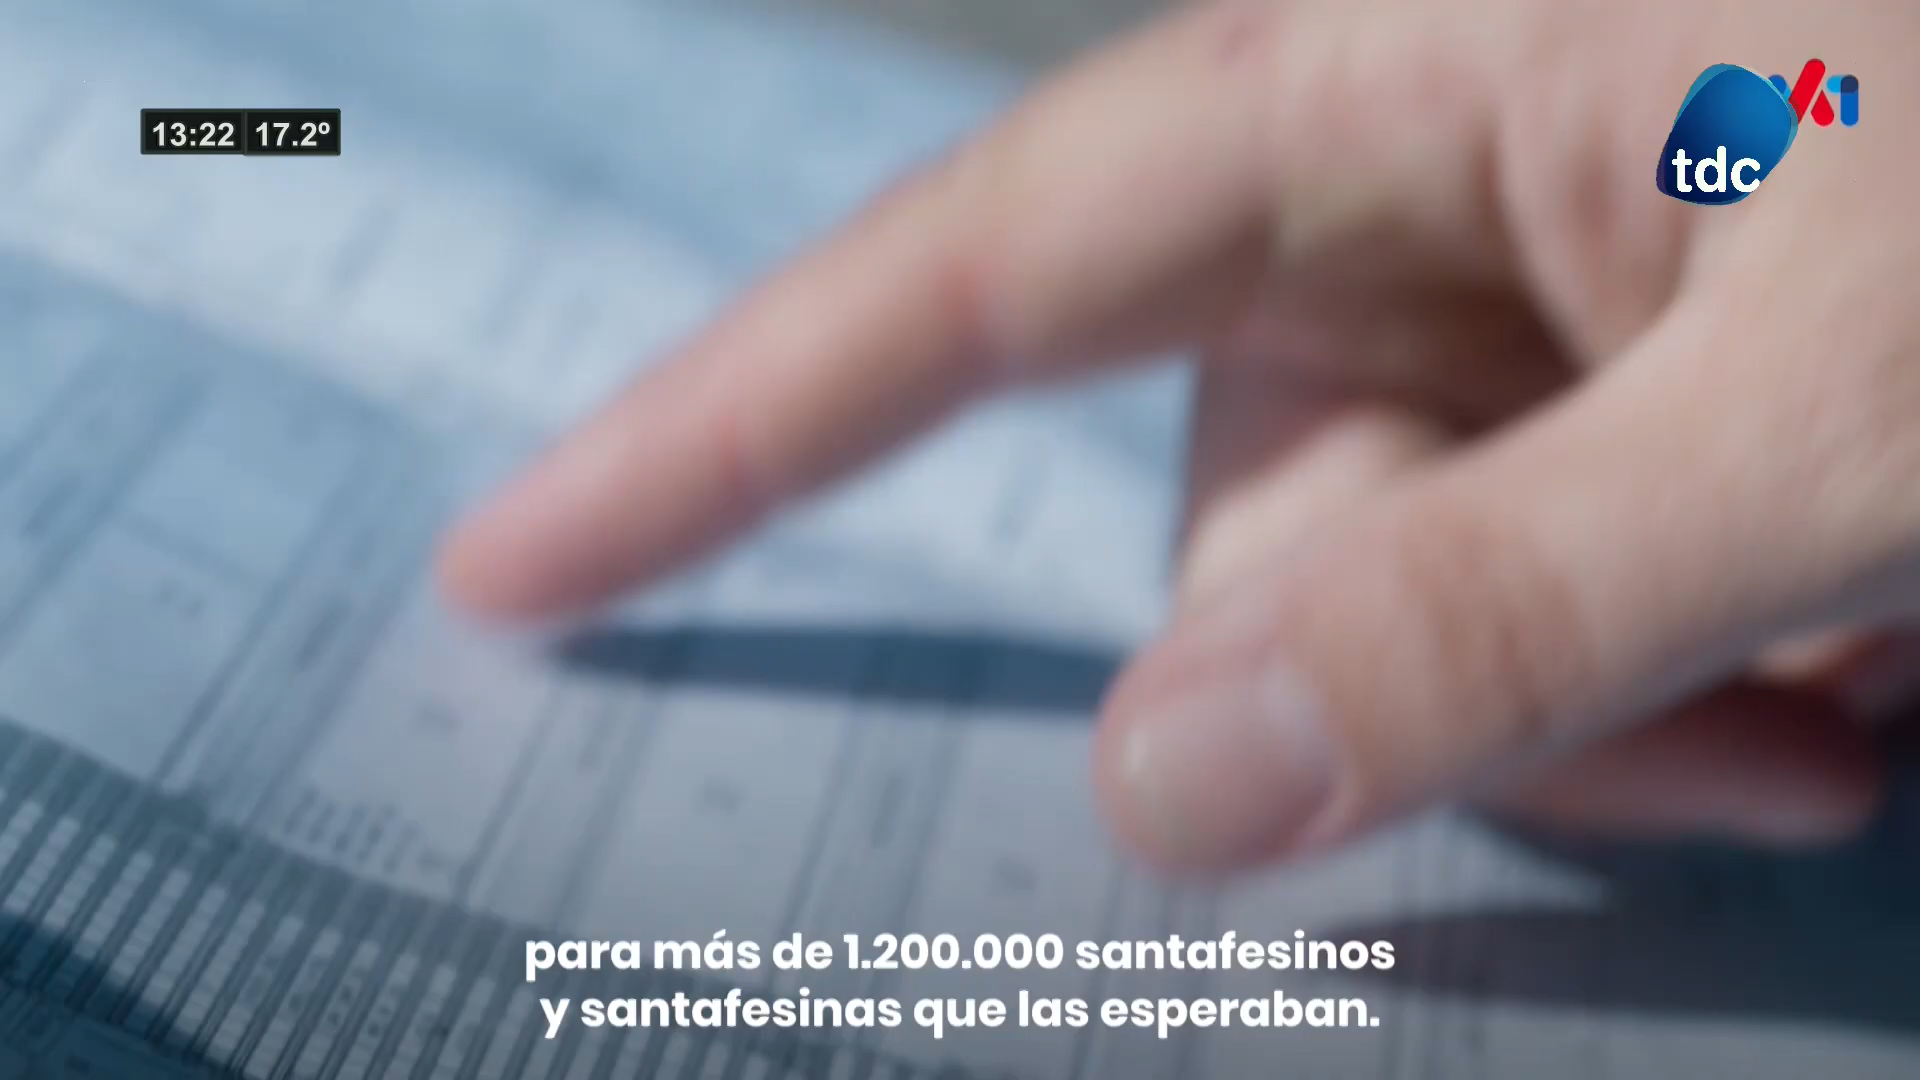 13:22 17.2º
tdc
para más de 1.200.000 santafesinos
y santafesinas que las esperaban.